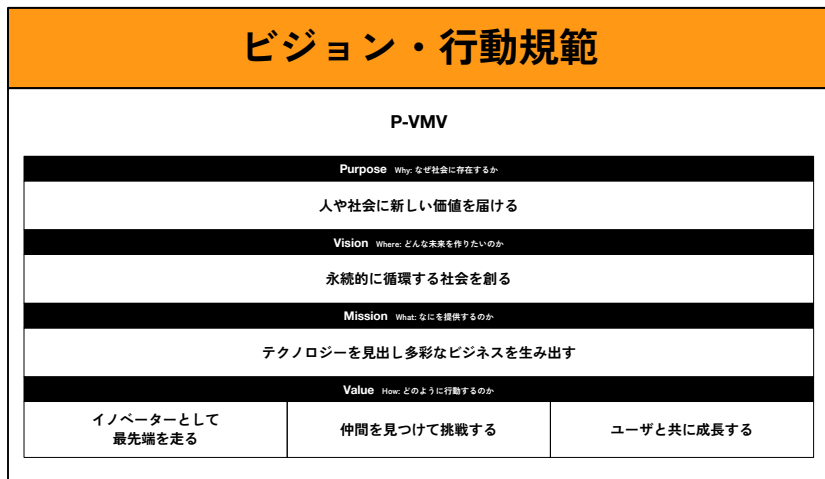 ビジョン・行動規範
P-VMV
Purpose Why: なぜ社会に存在するか
人や社会に新しい価値を届ける
Vision Where: どんな未来を作りたいのか
永続的に循環する社会を創る
Mission What: なにを提供するのか
テクノロジーを見出し多彩なビジネスを生み出す
Value How: どのように行動するのか
イノベーターとして
最先端を走る
仲間を見つけて挑戦する
ユーザと共に成長する